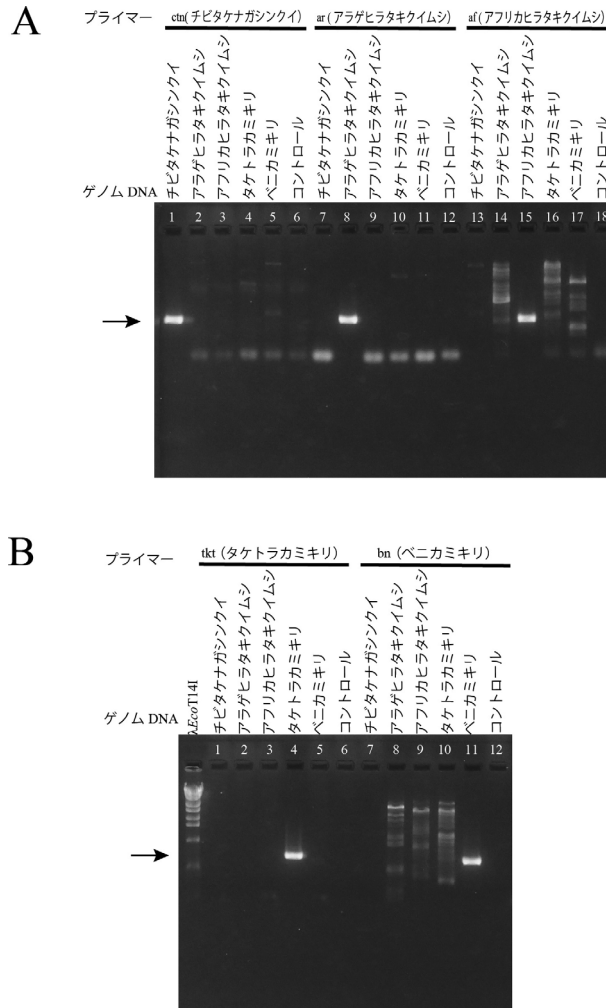 A
プライマー ctn(チビタケナガシンクイ) ar(アラゲヒラタキクイムシ) af(アフリカヒラタキクイムシ)
チビタケナガシンクイ
アラゲヒラタキクイムシ
アフリカヒラタキクイムシ
タケトラカミキリ
ベニカミキリ
コントロール
チビタケナガシンクイ
アラゲヒラタキクイムシ
アフリカヒラタキクイムシ
タケトラカミキリ
ベニカミキリ
コントロール
チビタケナガシンクイ
アラゲヒラタキクイムシ
アフリカヒラタキクイムシ
タケトラカミキリ
ベニカミキリ
コントロール
ゲノム DNA
1 2 3 4 5 6 7 8 9 10 11 12 13 14 15 16 17 18
B
プライマー tkt (タケトラカミキリ) bn (ベニカミキリ)
λEcoT14I
チビタケナガシンクイ
アラゲヒラタキクイムシ
アフリカヒラタキクイムシ
タケトラカミキリ
ベニカミキリ
コントロール
チビタケナガシンクイ
アラゲヒラタキクイムシ
アフリカヒラタキクイムシ
タケトラカミキリ
ベニカミキリ
コントロール
ゲノム DNA
1 2 3 4 5 6 7 8 9 10 11 12